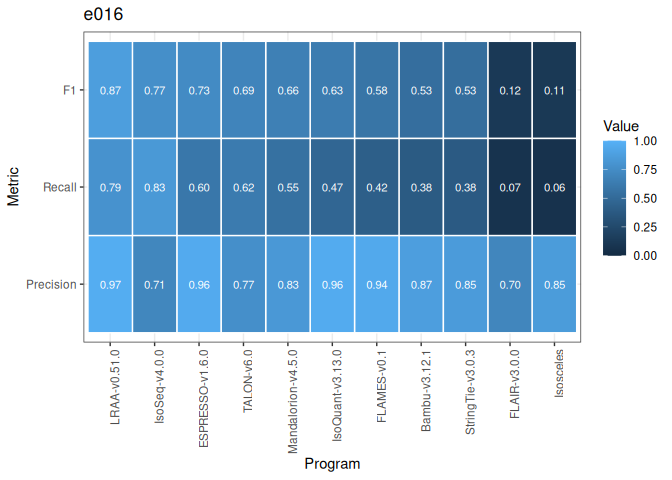 e016
F1 0.87 0.77 0.73 0.69 0.66 0.63 0.58 0.53 0.53 0.12 0.11
Recall 0.79 0.83 0.60 0.62 0.55 0.47 0.42 0.38 0.38 0.07 0.06
Precision 0.97 0.71 0.96 0.77 0.83 0.96 0.94 0.87 0.85 0.70 0.85
Metric
LRAA-v0.51.0
IsoSeq-v4.0.0
ESPRESSO-v1.6.0
TALON-v6.0
Mandalorion-v4.5.0
IsoQuant-v3.13.0
FLAMES-v0.1
Bambu-v3.12.1
StringTie-v3.0.3
FLAIR-v3.0.0
Isosceles
Program
Value
1.00
0.75
0.50
0.25
0.00